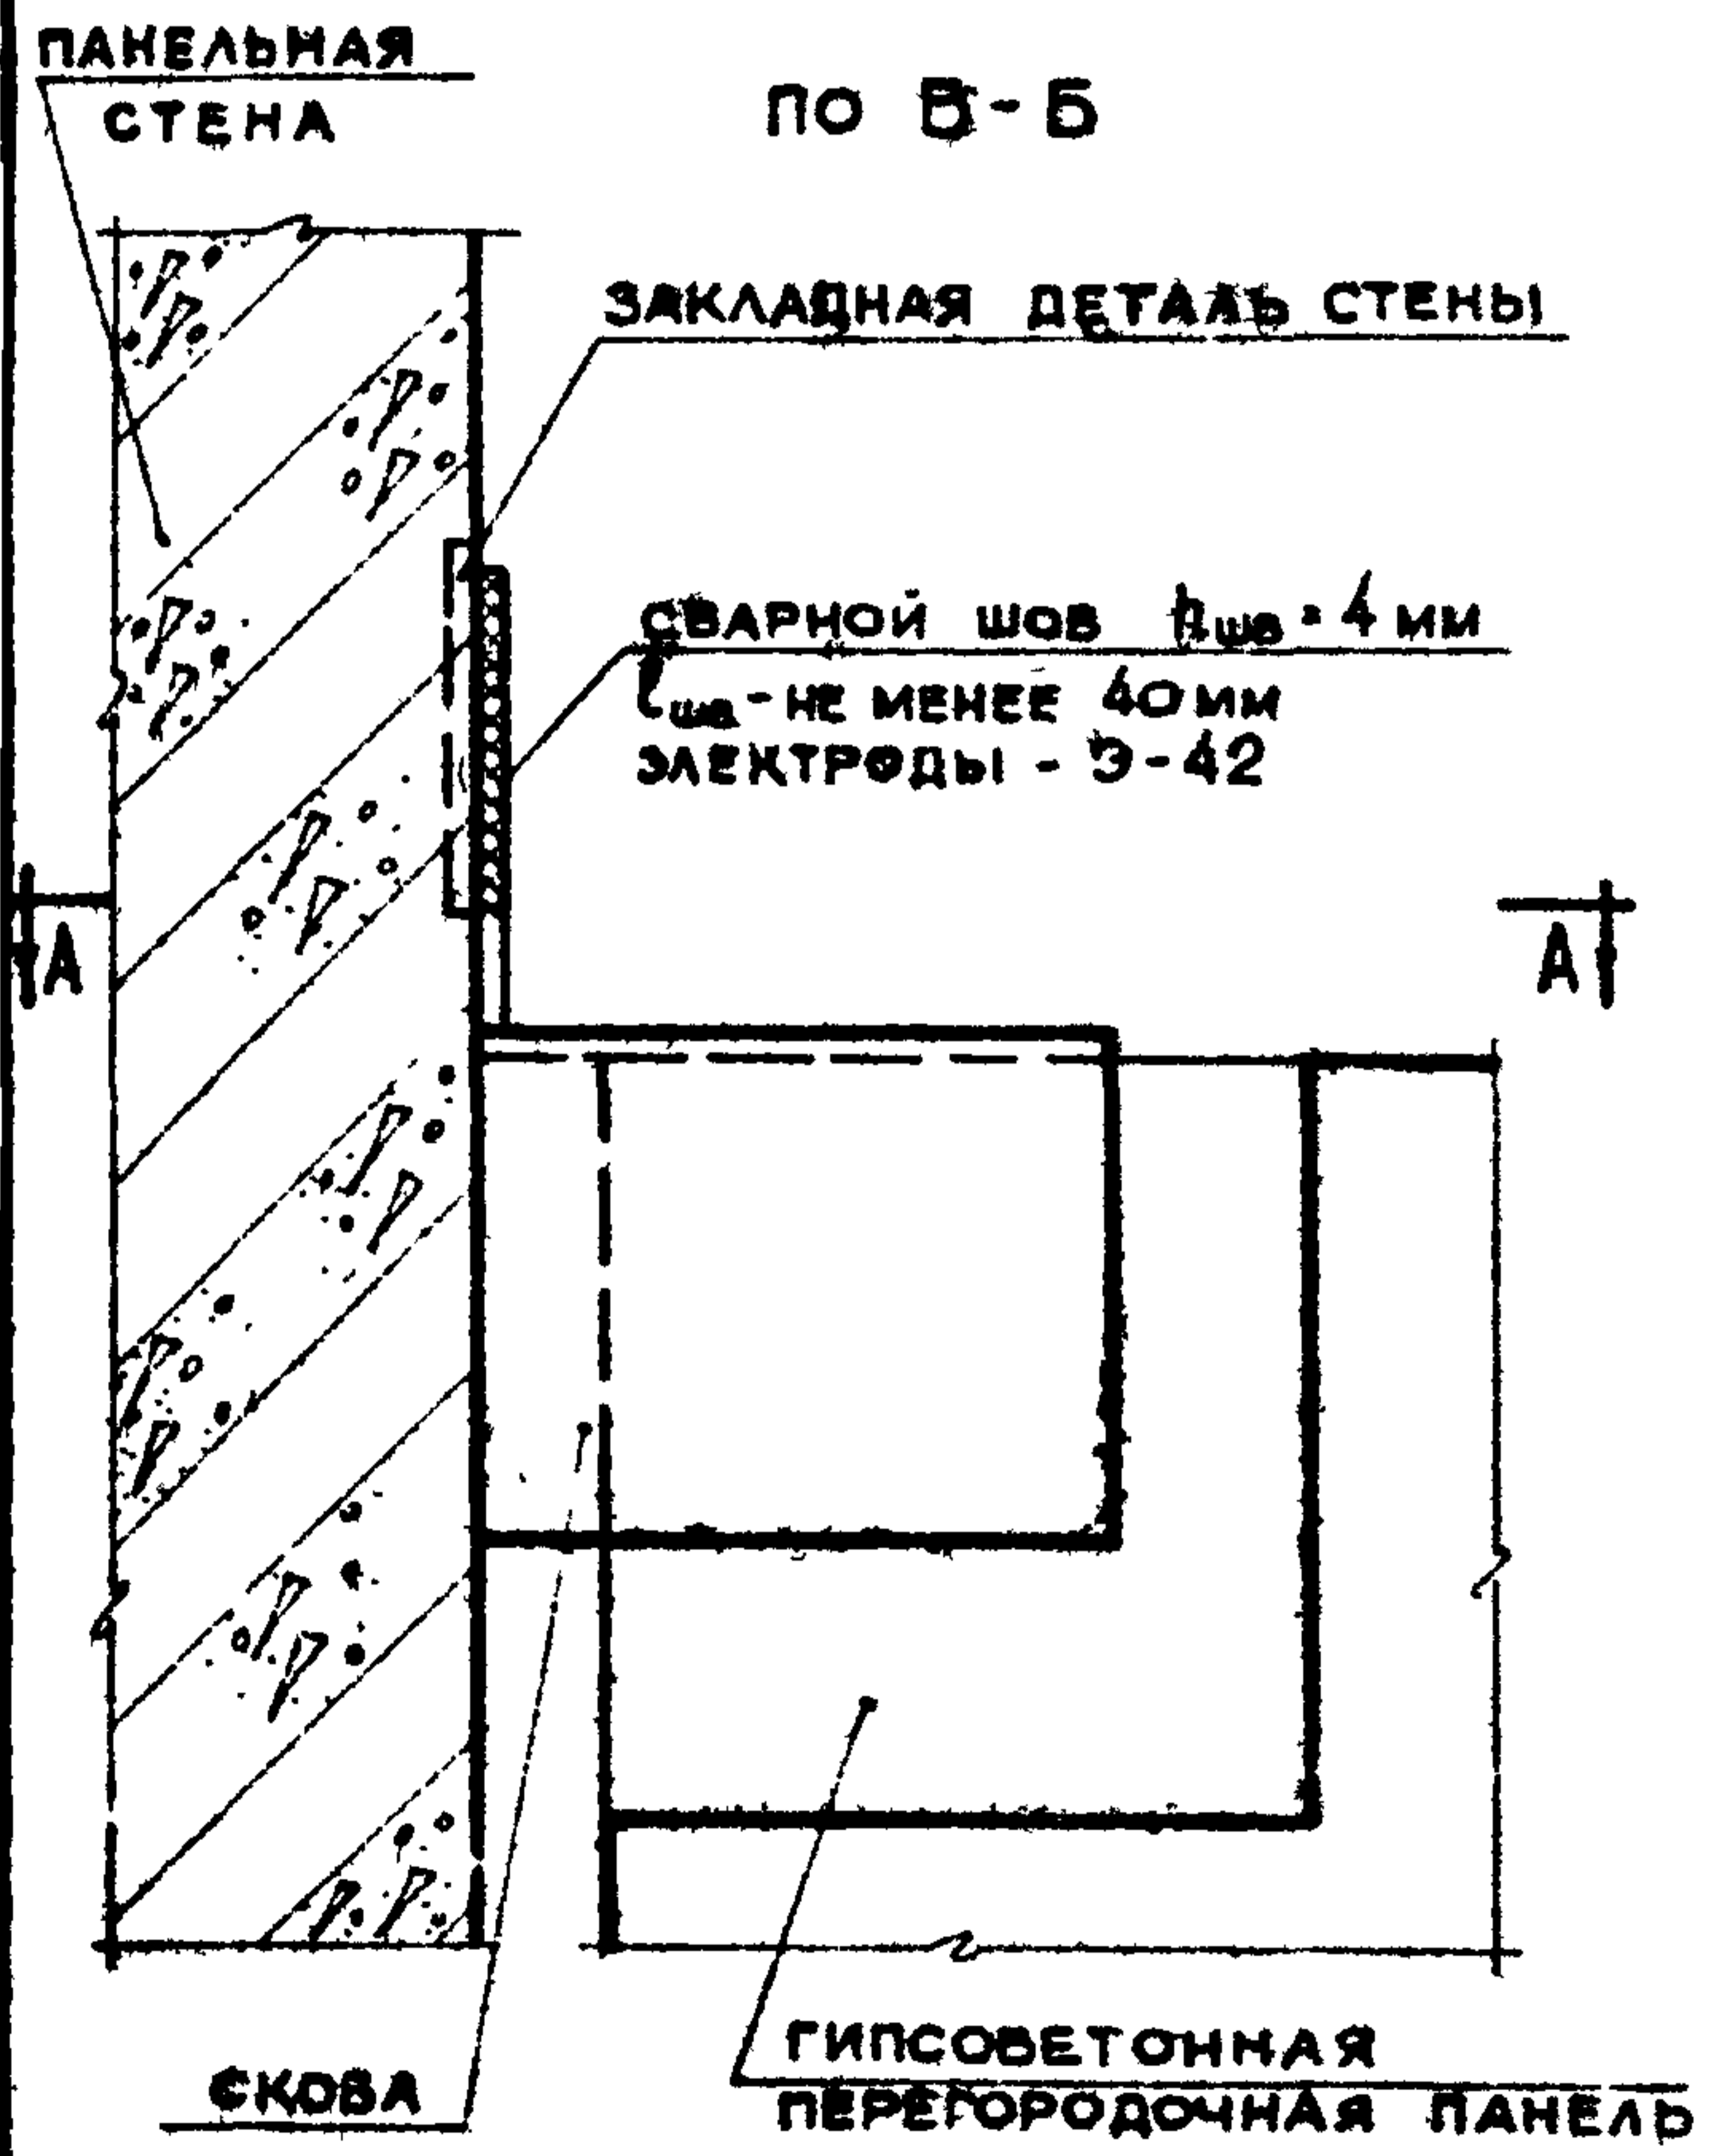 ПАНЕЛЬНАЯ
СТЕНА
ПО Б-Б
ЗАКЛАДНАЯ ДЕТАЛЬ СТЕНЫ
СВАРНОЙ ШОВ hшв = 4 мм
ℓшв - НЕ МЕНЕЕ 40 мм
ЭЛЕКТРОДЫ - Э-42
А
А
ГИПСОБЕТОННАЯ
ПЕРЕГОРОДОЧНАЯ ПАНЕЛЬ
СКОБА